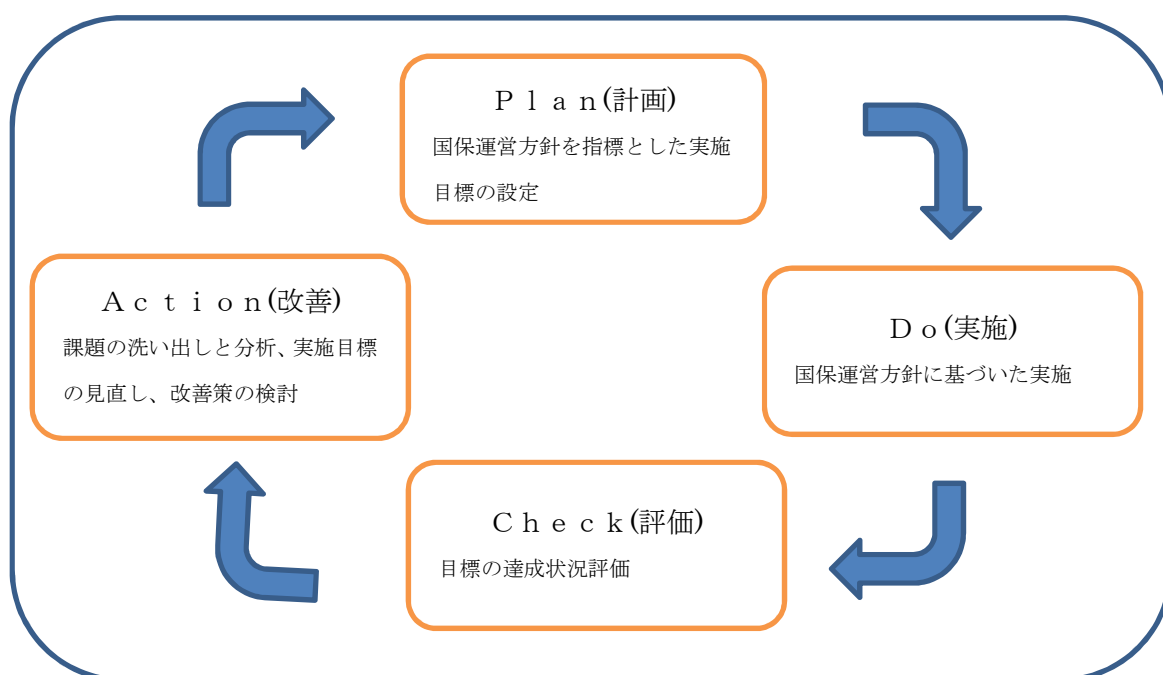 Ｐｌａｎ(計画)
国保運営方針を指標とした実施
目標の設定
Ａｃｔｉｏｎ(改善)
課題の洗い出しと分析、実施目標
の見直し、改善策の検討
Ｄｏ(実施)
国保運営方針に基づいた実施
Ｃｈｅｃｋ(評価)
目標の達成状況評価